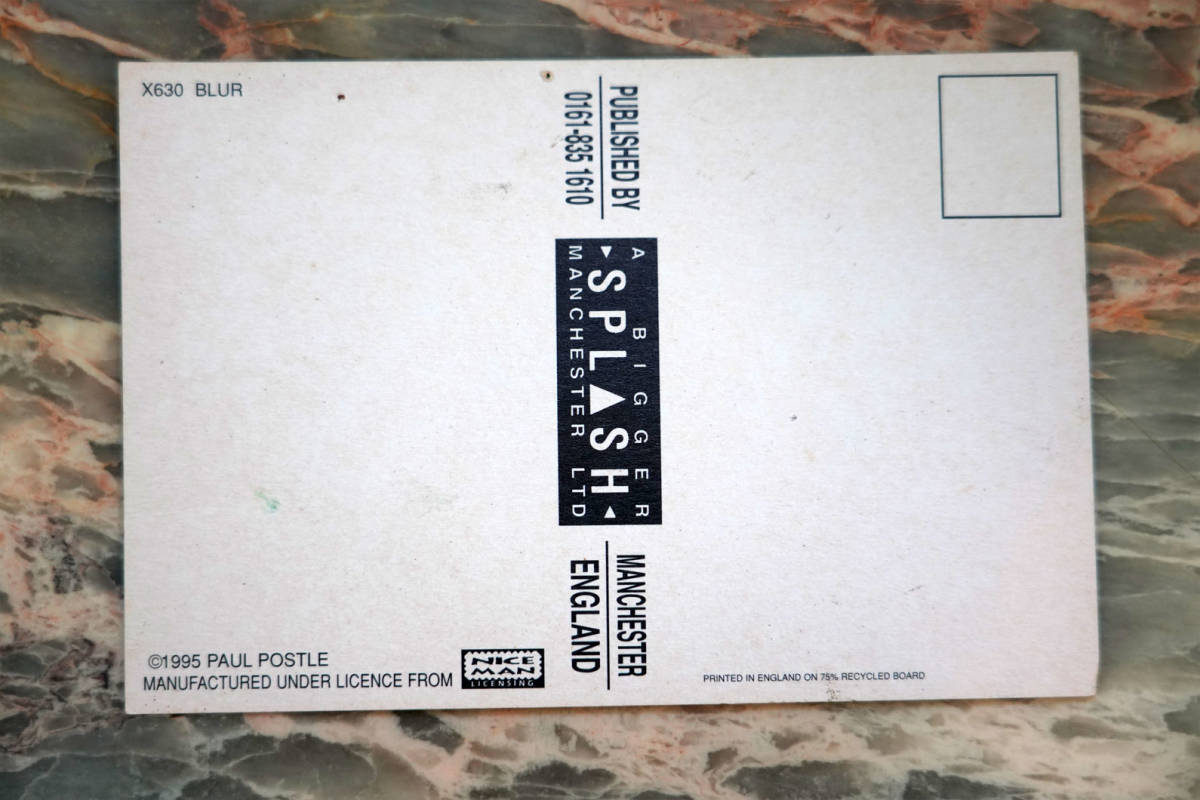 X630 BLUR
PUBLISHED BY
0161-835 1610
A BIGGER
SPLASH
MANCHESTER LTD
MANCHESTER
ENGLAND
©1995 PAUL POSTLE
MANUFACTURED UNDER LICENCE FROM
NICE
MAN
LICENSING
PRINTED IN ENGLAND ON 75% RECYCLED BOARD